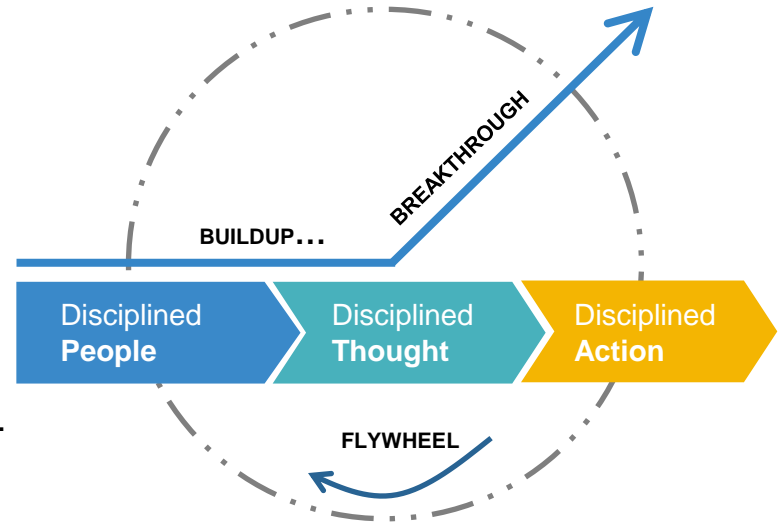 BREAKTHROUGH
BUILDUP...
Disciplined
People
Disciplined
Thought
Disciplined
Action
.
FLYWHEEL